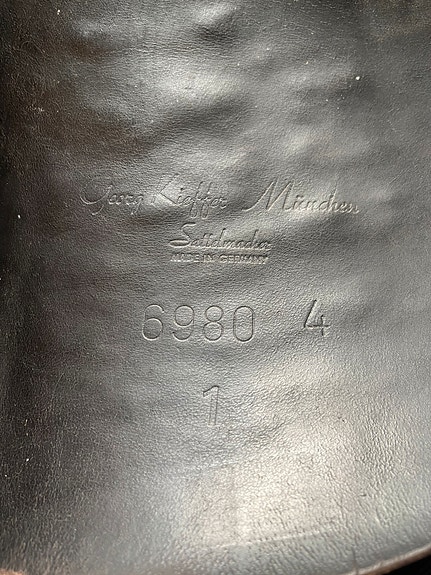 Georg Kieffer München
Sattelmacher
MADE IN GERMANY
6980 4
1